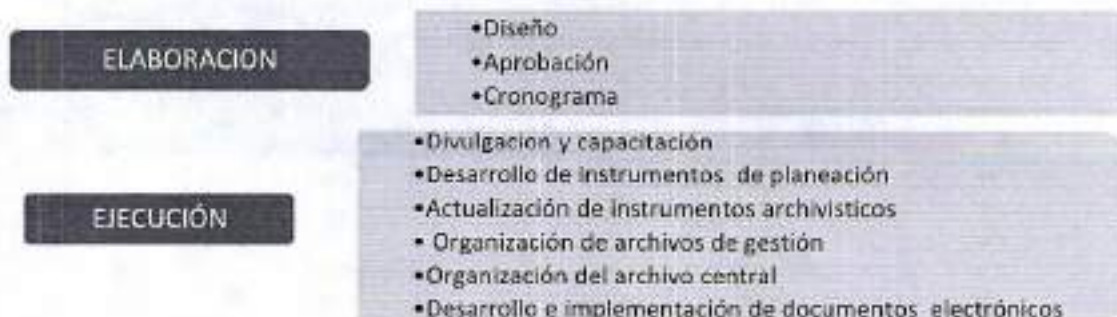 ELABORACION
•Diseño
•Aprobación
•Cronograma
EJECUCIÓN
•Divulgacion y capacitación
•Desarrollo de instrumentos de planeación
•Actualización de instrumentos archivisticos
• Organización de archivos de gestión
•Organización del archivo central
•Desarrollo e implementación de documentos electrónicos